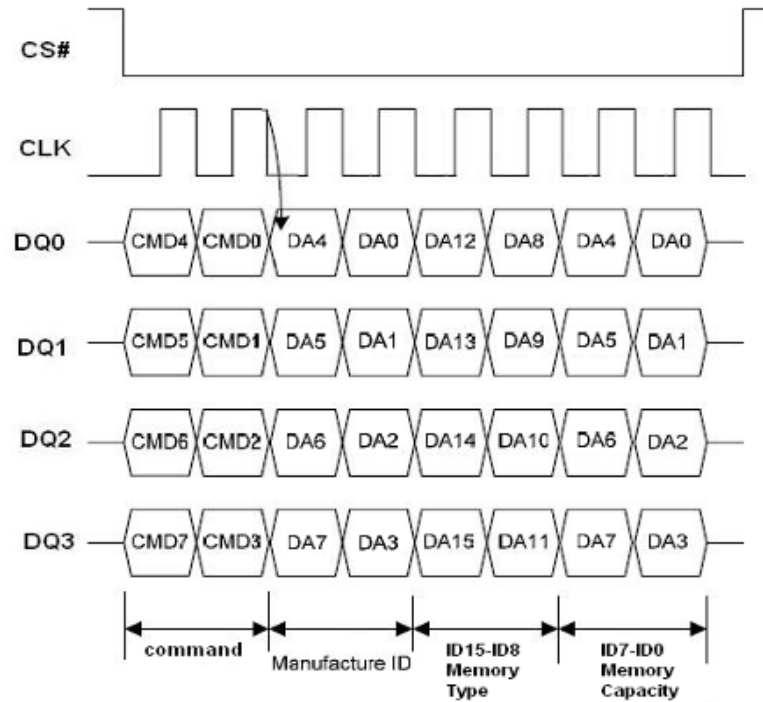 CS#
CLK
DQ0 CMD4 CMD0 DA4 DA0 DA12 DA8 DA4 DA0
DQ1 CMD5 CMD1 DA5 DA1 DA13 DA9 DA5 DA1
DQ2 CMD6 CMD2 DA6 DA2 DA14 DA10 DA6 DA2
DQ3 CMD7 CMD3 DA7 DA3 DA15 DA11 DA7 DA3
command
Manufacture ID
ID15-ID8
Memory
Type
ID7-ID0
Memory
Capacity